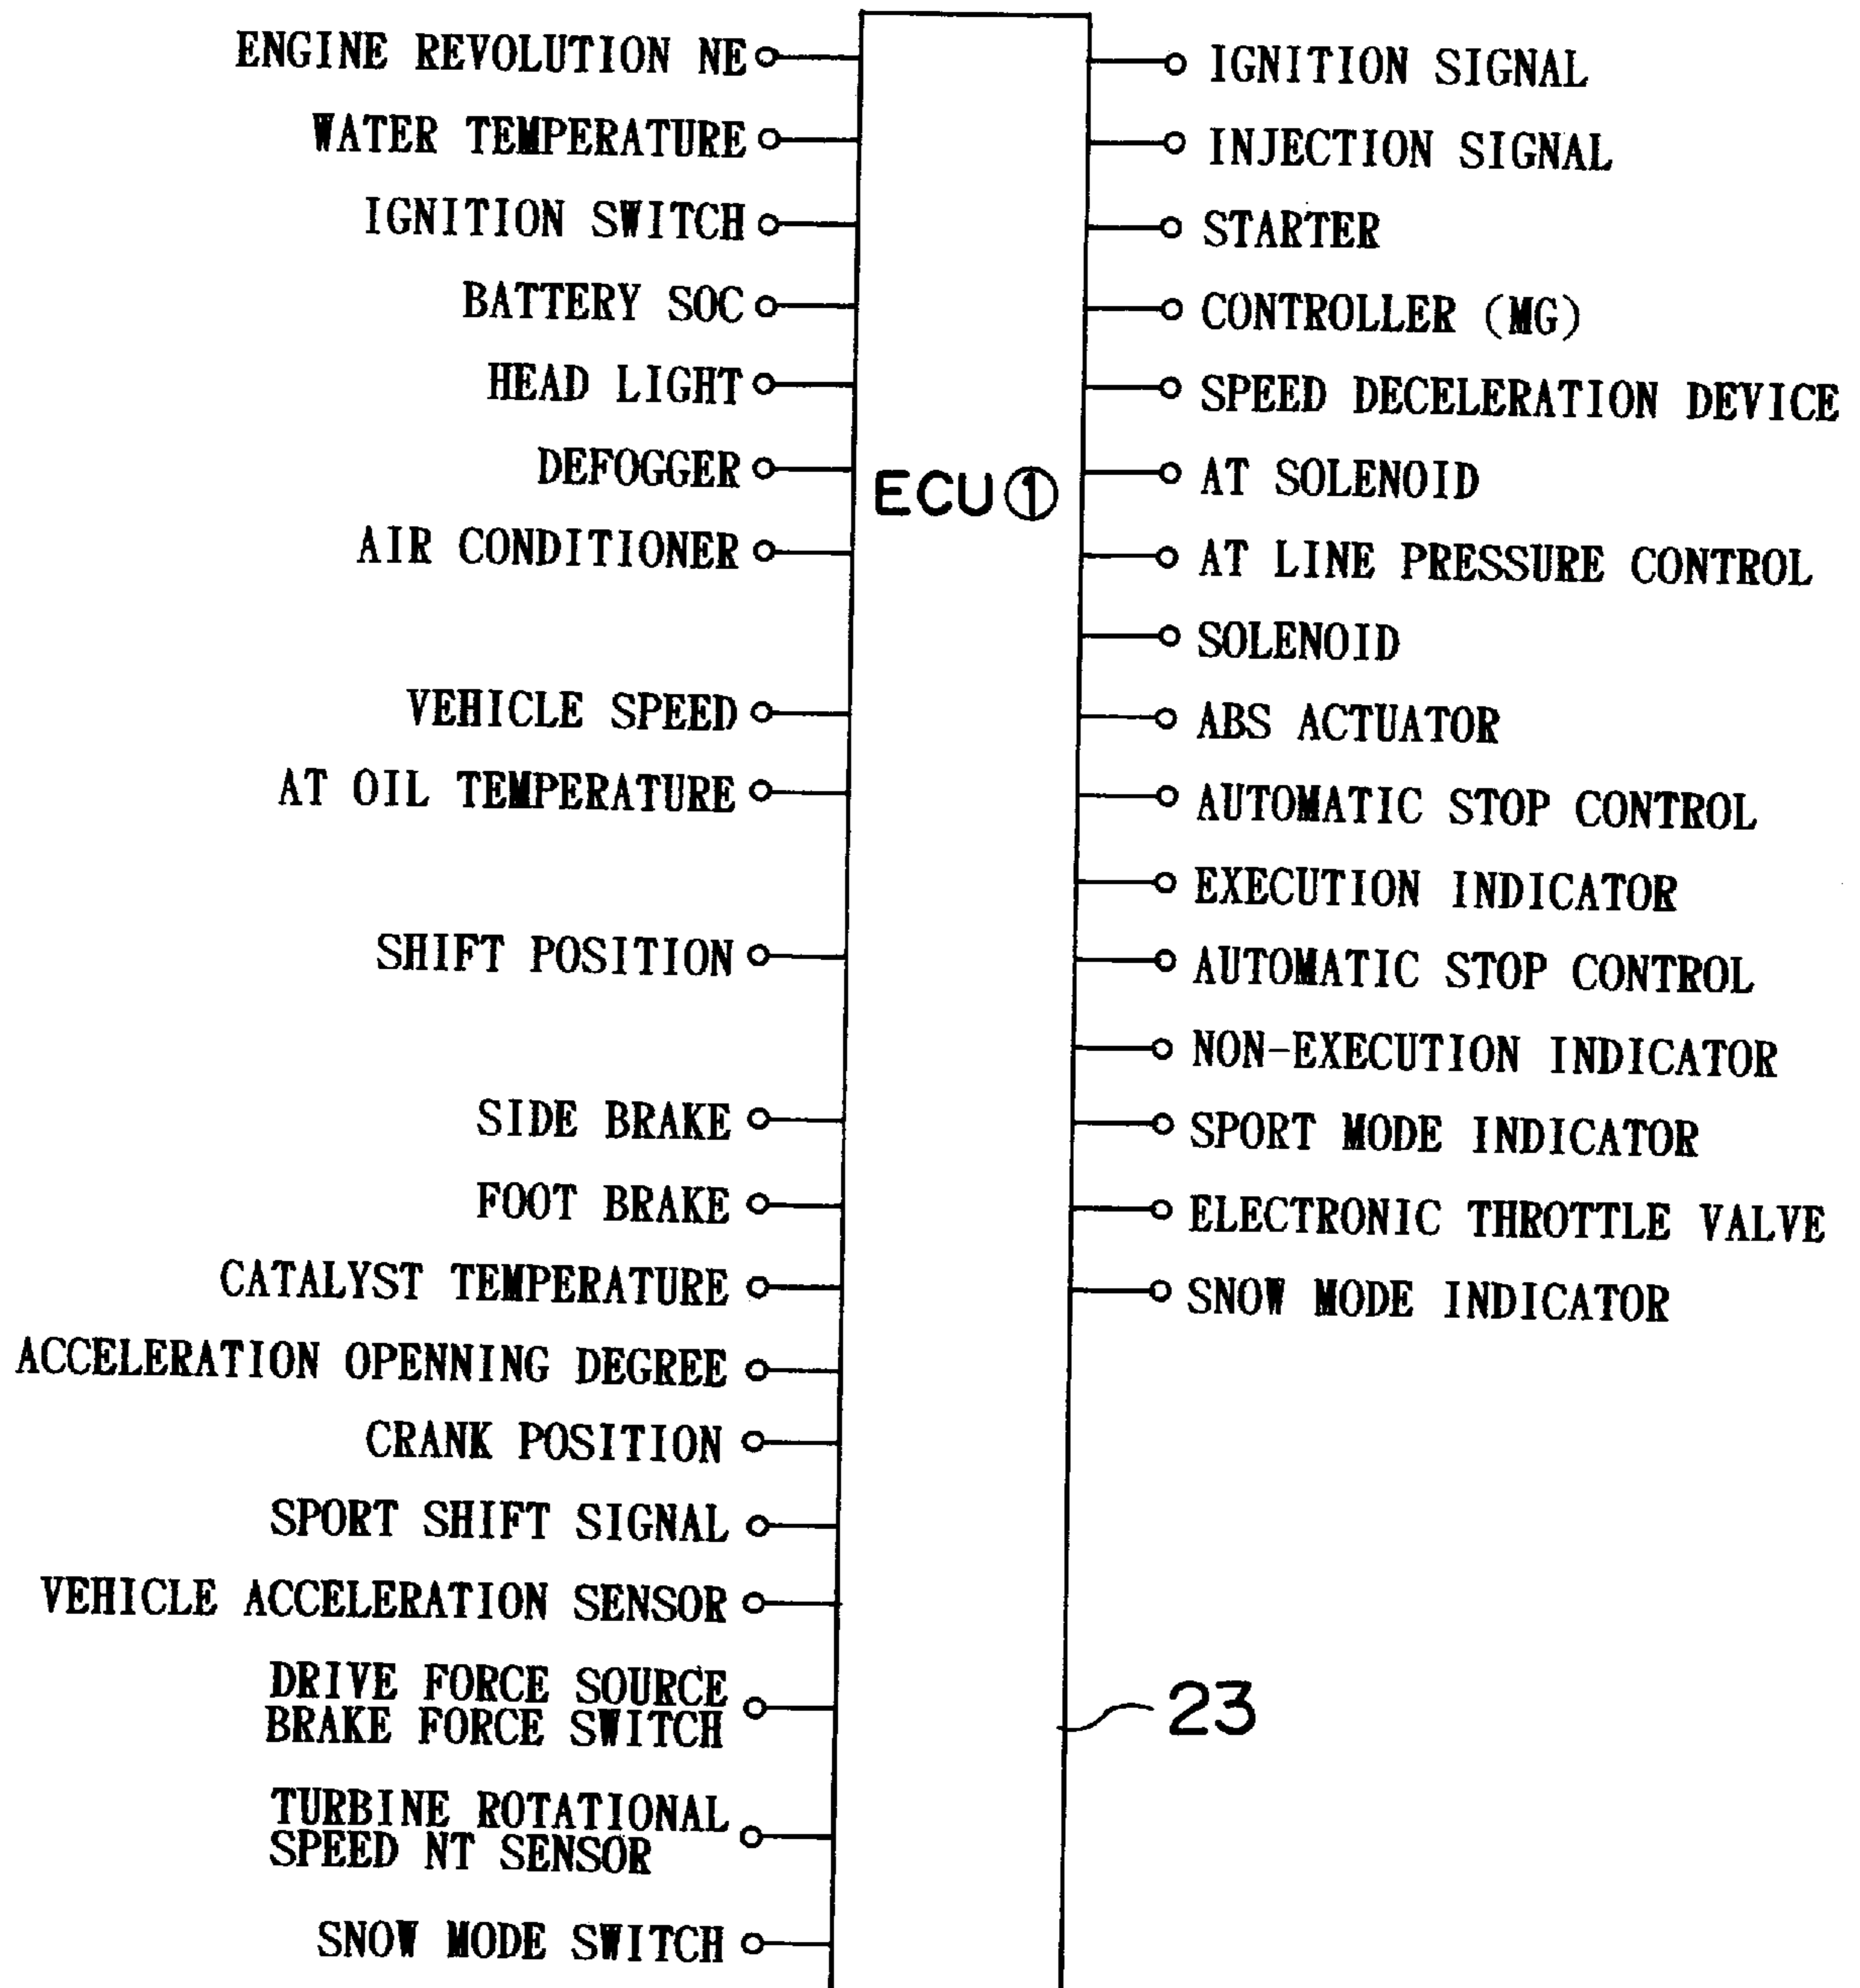 ENGINE REVOLUTION NE
WATER TEMPERATURE
IGNITION SWITCH
BATTERY SOC
HEAD LIGHT
DEFOGGER
AIR CONDITIONER
VEHICLE SPEED
AT OIL TEMPERATURE
SHIFT POSITION
SIDE BRAKE
FOOT BRAKE
CATALYST TEMPERATURE
ACCELERATION OPENNING DEGREE
CRANK POSITION
SPORT SHIFT SIGNAL
VEHICLE ACCELERATION SENSOR
DRIVE FORCE SOURCE
BRAKE FORCE SWITCH
TURBINE ROTATIONAL
SPEED NT SENSOR
SNOW MODE SWITCH
ECU①
IGNITION SIGNAL
INJECTION SIGNAL
STARTER
CONTROLLER (MG)
SPEED DECELERATION DEVICE
AT SOLENOID
AT LINE PRESSURE CONTROL
SOLENOID
ABS ACTUATOR
AUTOMATIC STOP CONTROL
EXECUTION INDICATOR
AUTOMATIC STOP CONTROL
NON-EXECUTION INDICATOR
SPORT MODE INDICATOR
ELECTRONIC THROTTLE VALVE
SNOW MODE INDICATOR
23